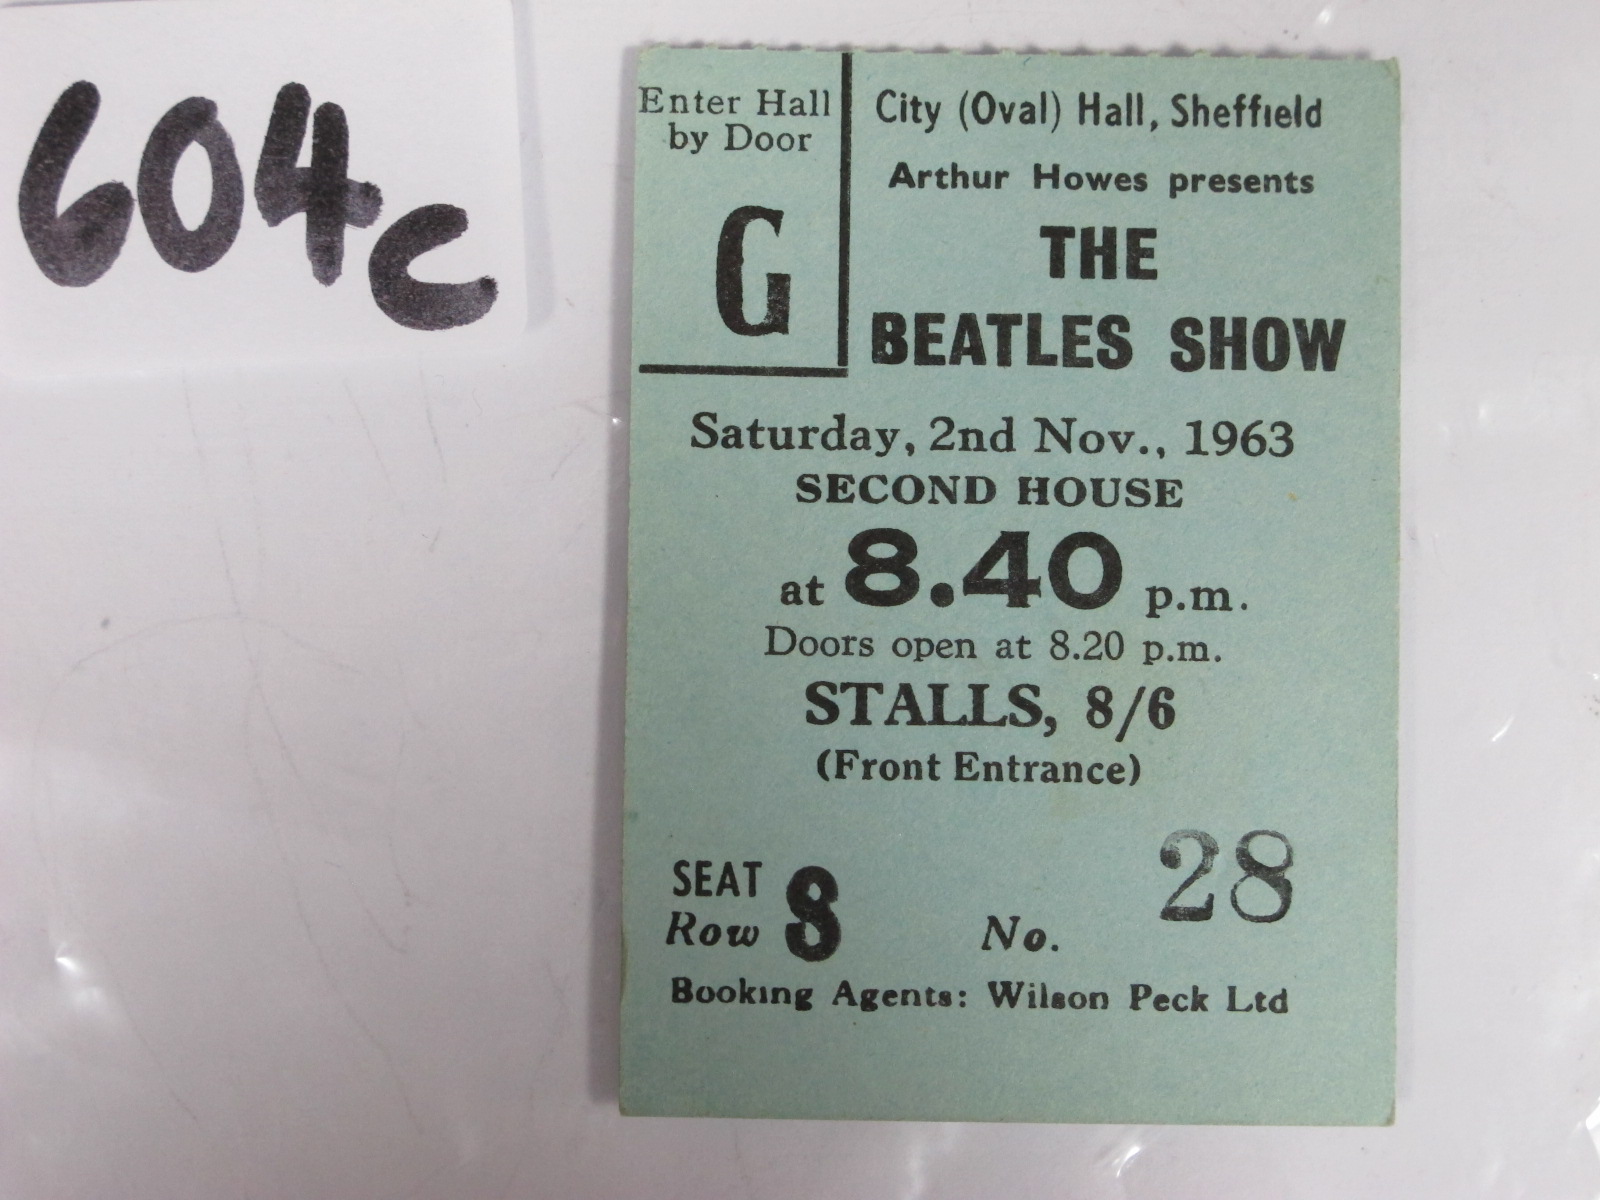 604c
Enter Hall
by Door
G
City (Oval) Hall, Sheffield
Arthur Howes presents
THE
BEATLES SHOW
Saturday, 2nd Nov., 1963
SECOND HOUSE
at 8.40 p.m.
Doors open at 8.20 p.m.
STALLS, 8/6
(Front Entrance)
SEAT
Row 8 No. 28
Booking Agents: Wilson Peck Ltd